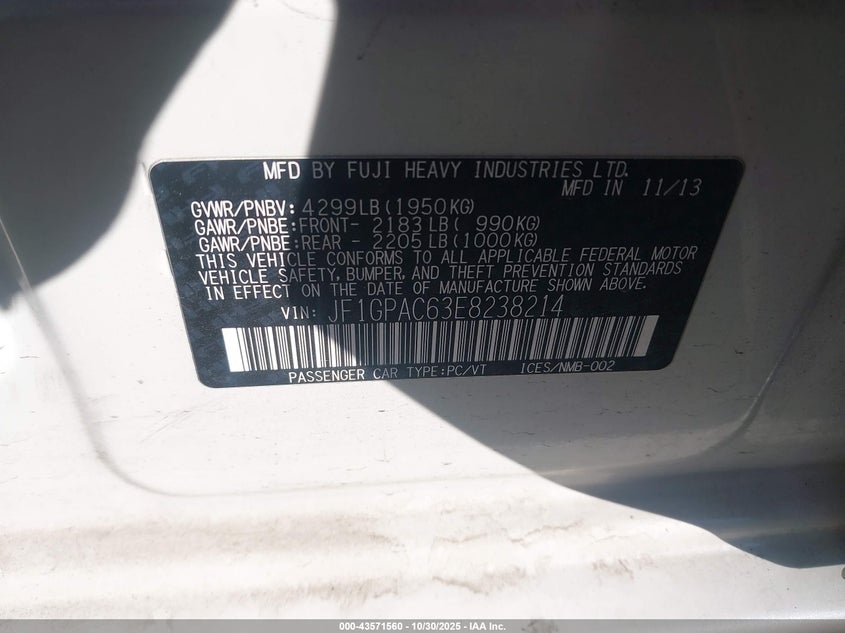 MFD BY FUJI HEAVY INDUSTRIES LTD.
MFD IN 11/13
GVWR/PNBV: 4299LB(1950KG)
GAWR/PNBE:FRONT- 2183LB( 990KG)
GAWR/PNBE:REAR - 2205LB(1000KG)
THIS VEHICLE CONFORMS TO ALL APPLICABLE FEDERAL MOTOR
VEHICLE SAFETY, BUMPER, AND THEFT PREVENTION STANDARDS
IN EFFECT ON THE DATE OF MANUFACTURE SHOWN ABOVE.
VIN: JF1GPAC63E8238214
PASSENGER CAR TYPE:PC/VT ICES/NMB-002
000-43571560 - 10/30/2025 - IAA Inc.